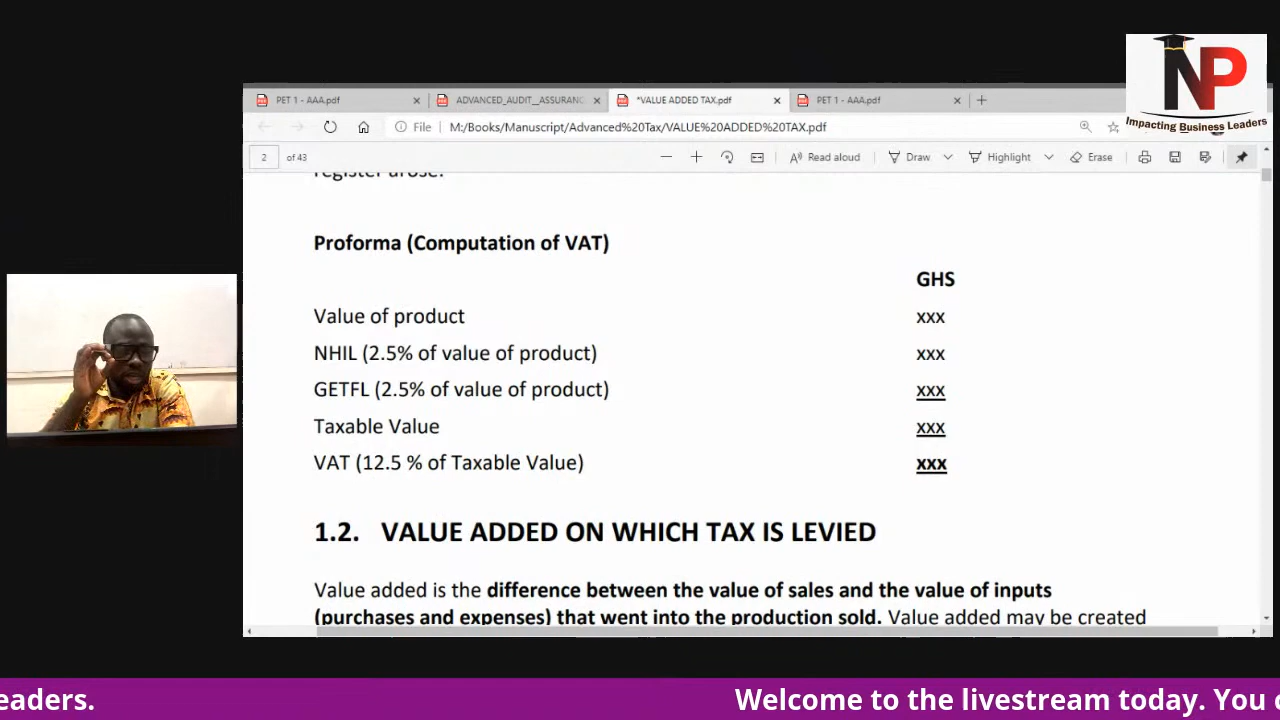 NP
Impacting Business Leaders
PET 1 - AAA.pdf
ADVANCED_AUDIT__ASSURANC
*VALUE ADDED TAX.pdf
PET 1 - AAA.pdf
File M:/Books/Manuscript/Advanced%20Tax/VALUE%20ADDED%20TAX.pdf
2 of 43
Read aloud
Draw
Highlight
Erase
register arose.
Proforma (Computation of VAT)
GHS
Value of product xxx
NHIL (2.5% of value of product) xxx
GETFL (2.5% of value of product) xxx
Taxable Value xxx
VAT (12.5 % of Taxable Value) xxx
1.2. VALUE ADDED ON WHICH TAX IS LEVIED
Value added is the difference between the value of sales and the value of inputs
(purchases and expenses) that went into the production sold. Value added may be created
eaders. Welcome to the livestream today. You